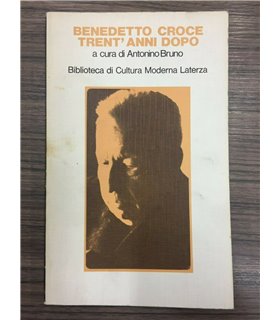 BENEDETTO CROCE
TRENT'ANNI DOPO
a cura di Antonino Bruno
Biblioteca di Cultura Moderna Laterza